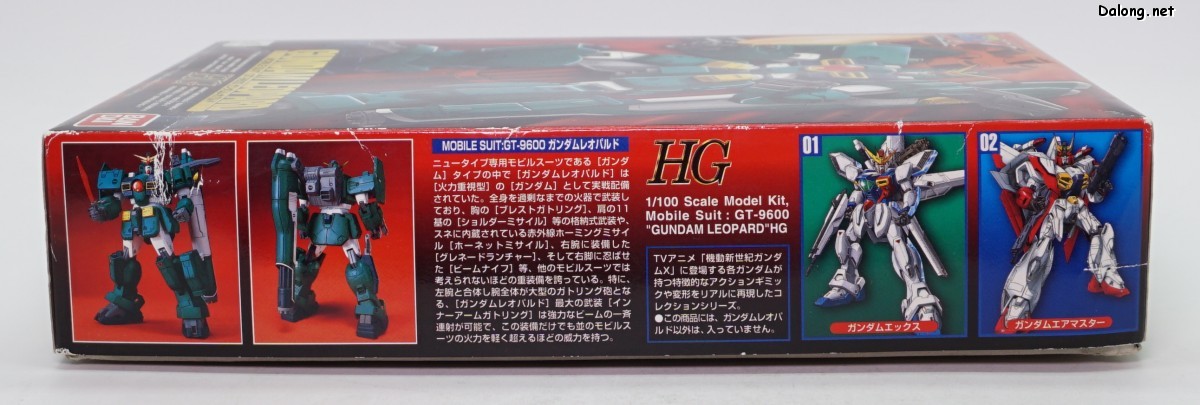 Dalong.net
BAN
DAI
MOBILE SUIT:GT-9600 ガンダムレオパルド
ニュータイプ専用モビルスーツである［ガンダ
ム］タイプの中で［ガンダムレオパルド］は
［火力重視型］の［ガンダム］として実戦配備
されていた。全身を過剰なまでの火器で武装し
ており、胸の［ブレストガトリング］、肩の11
基の［ショルダーミサイル］等の格納式武装や、
スネに内蔵されている赤外線ホーミングミサイ
ル［ホーネットミサイル］、右腕に装備した
［グレネードランチャー］、そして右脚に忍ばせ
た［ビームナイフ］等、他のモビルスーツでは
考えられないほどの重装備を誇っている。特に、
左腕と合体し腕全体が大型のガトリング砲とな
る、［ガンダムレオパルド］最大の武装［イン
ナーアームガトリング］は強力なビームの一斉
連射が可能で、この装備だけでも並のモビルス
ーツの火力を軽く超えるほどの威力を持つ。
HG
1/100 Scale Model Kit,
Mobile Suit : GT-9600
"GUNDAM LEOPARD"HG
TVアニメ「機動新世紀ガンダ
ムX」に登場する各ガンダムが
持つ特徴的なアクションギミッ
クや変形をリアルに再現したコ
レクションシリーズ。
●この商品には、ガンダムレオパ
ルド以外は、入っていません。
01
ガンダムエックス
02
ガンダムエアマスター